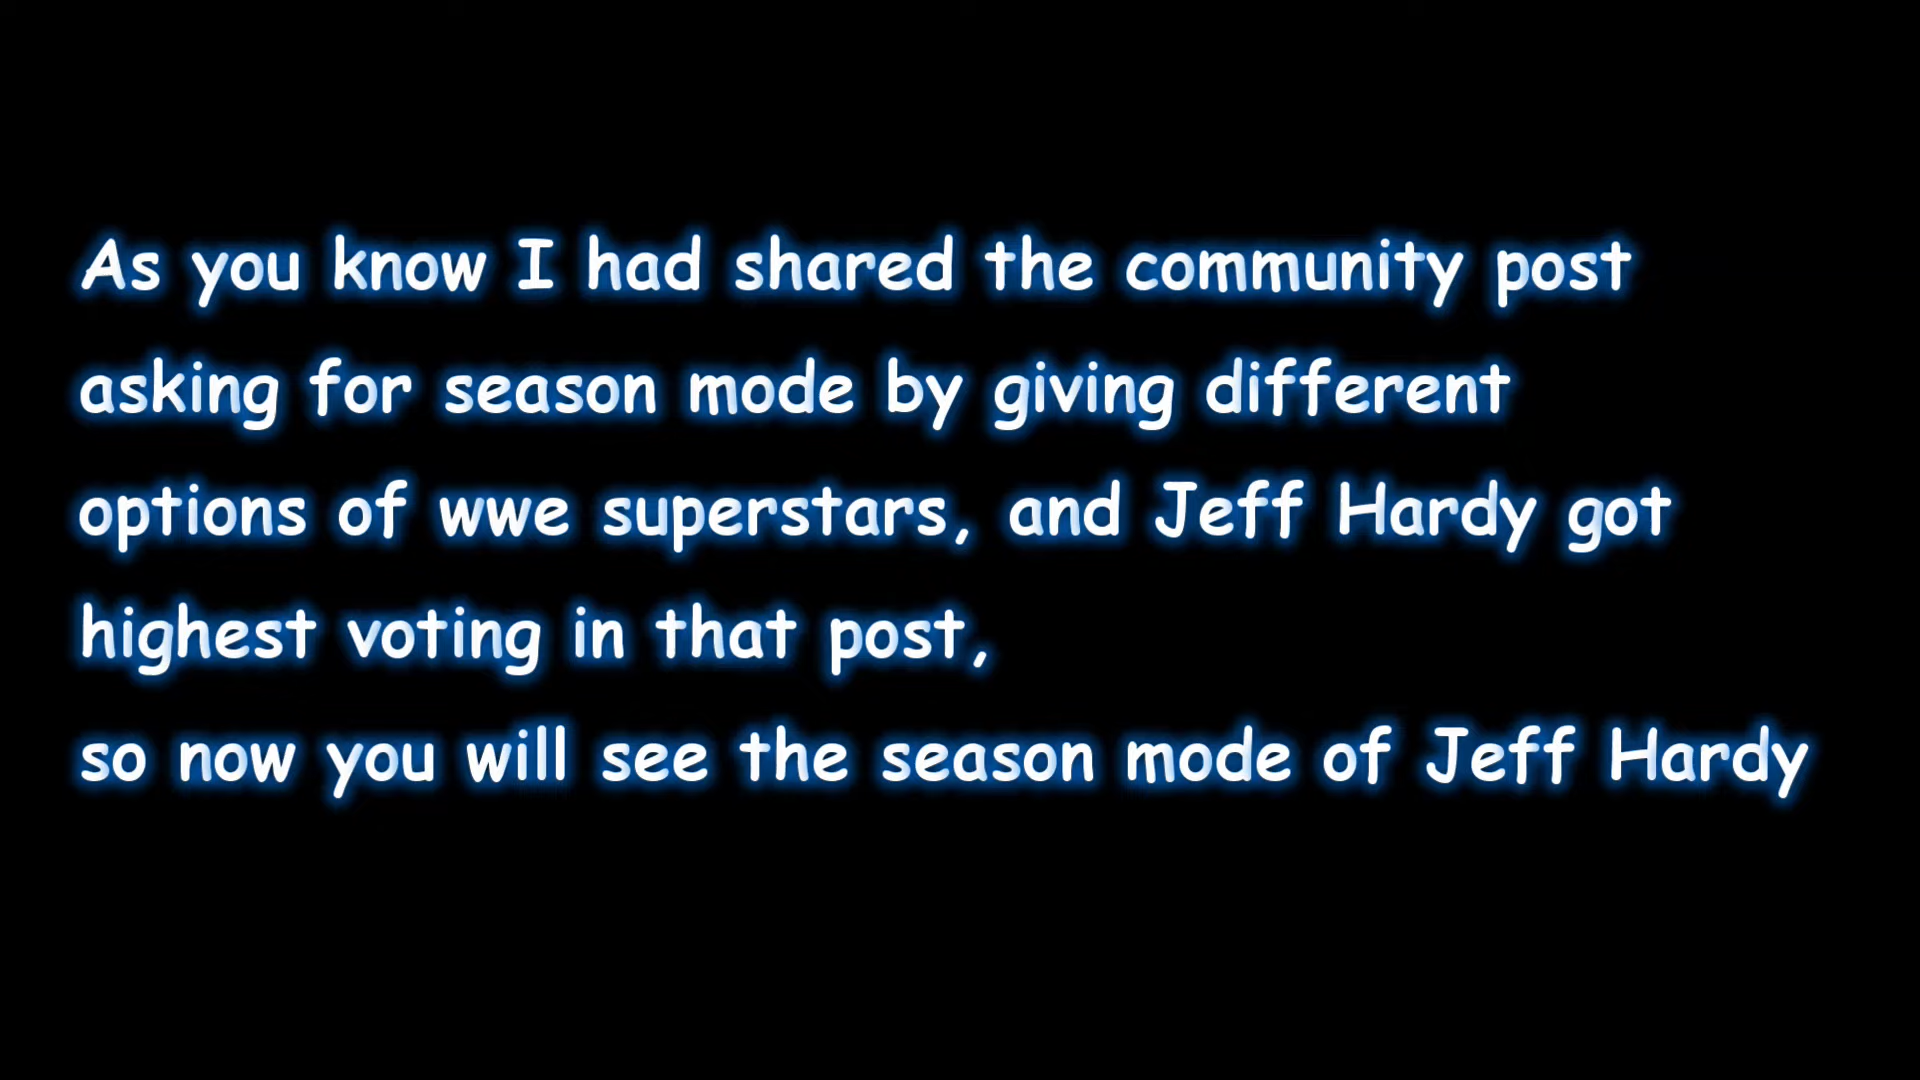 As you know I had shared the community post
asking for season mode by giving different
options of wwe superstars, and Jeff Hardy got
highest voting in that post,
so now you will see the season mode of Jeff Hardy